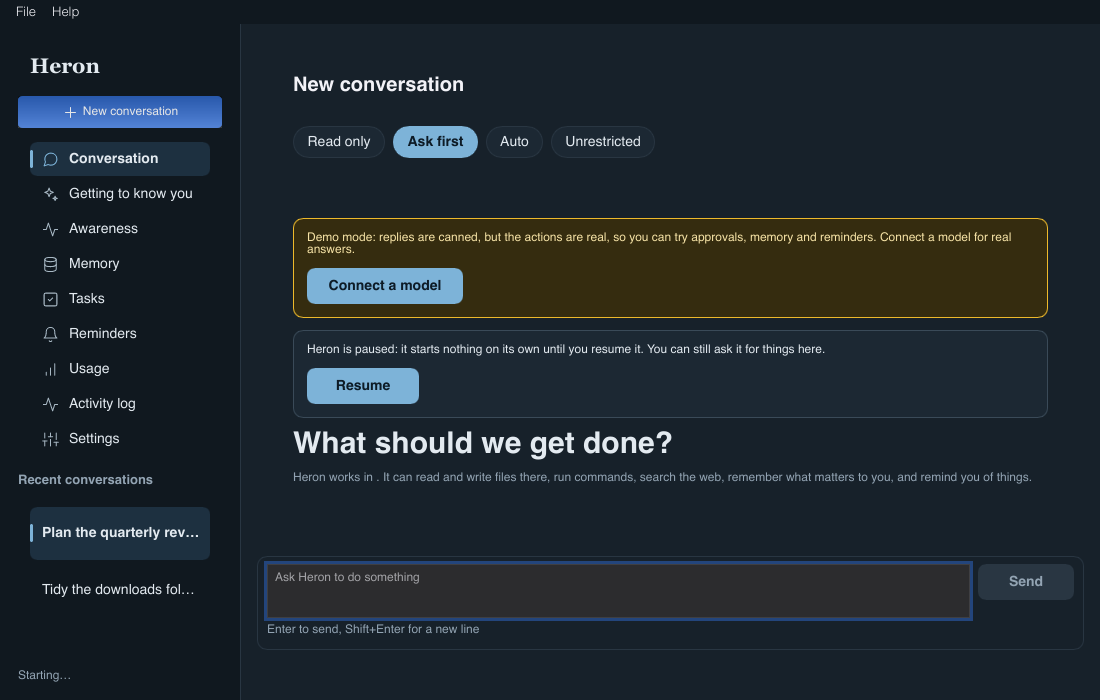 File Help
Heron
New conversation
Conversation
Getting to know you
Awareness
Memory
Tasks
Reminders
Usage
Activity log
Settings
Recent conversations
Plan the quarterly rev…
Tidy the downloads fol…
Starting…
New conversation
Read only Ask first Auto Unrestricted
Demo mode: replies are canned, but the actions are real, so you can try approvals, memory and reminders. Connect a model for real
answers.
Connect a model
Heron is paused: it starts nothing on its own until you resume it. You can still ask it for things here.
Resume
What should we get done?
Heron works in . It can read and write files there, run commands, search the web, remember what matters to you, and remind you of things.
Ask Heron to do something
Send
Enter to send, Shift+Enter for a new line